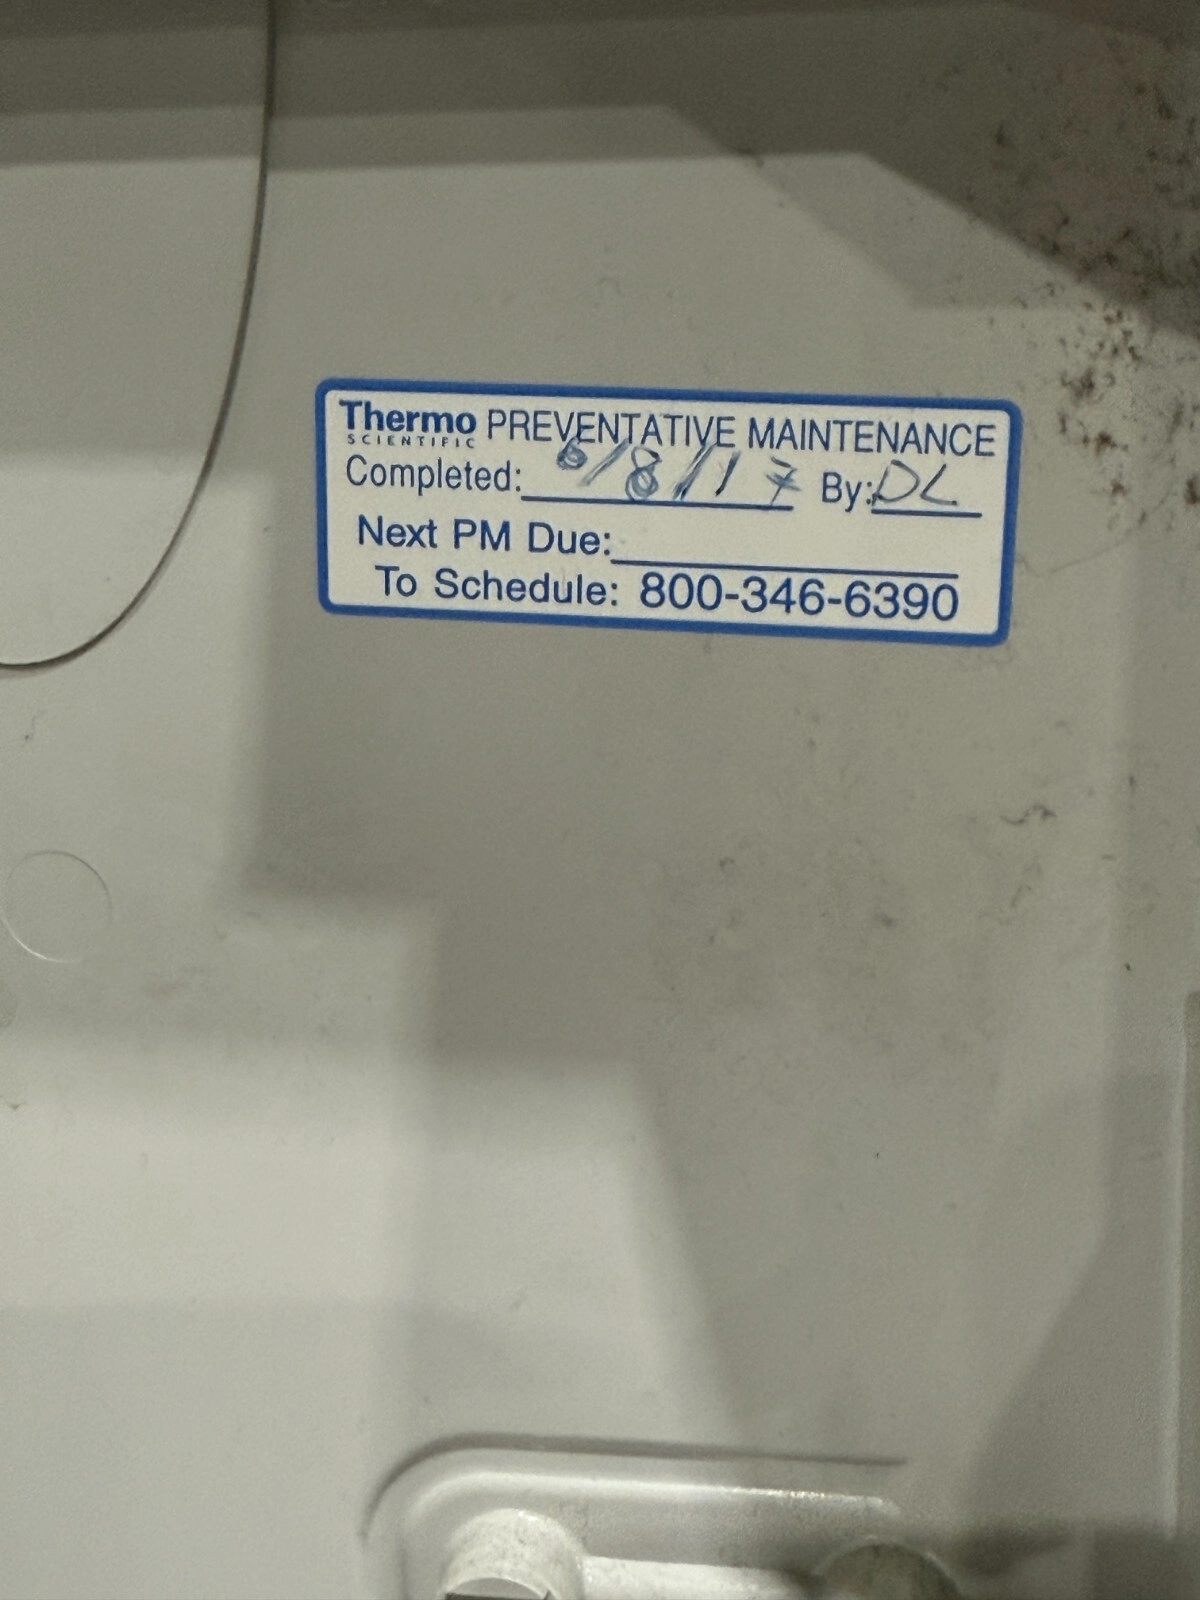 Thermo SCIENTIFIC PREVENTATIVE MAINTENANCE
Completed: 6/8/17 By: DL
Next PM Due:
To Schedule: 800-346-6390